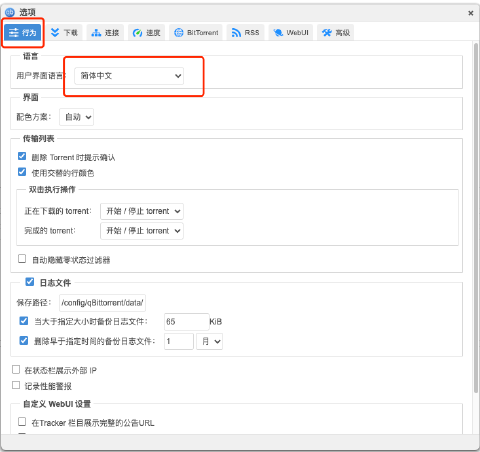 选项
行为 下载 连接 速度 BitTorrent RSS WebUI 高级
语言
用户界面语言： 简体中文
界面
配色方案： 自动
传输列表
删除 Torrent 时提示确认
使用交替的行颜色
双击执行操作
正在下载的 torrent： 开始 / 停止 torrent
完成的 torrent： 开始 / 停止 torrent
自动隐藏零状态过滤器
日志文件
保存路径： /config/qBittorrent/data/
当大于指定大小时备份日志文件： 65 KiB
删除早于指定时间的备份日志文件： 1 月
在状态栏展示外部 IP
记录性能警报
自定义 WebUI 设置
在Tracker 栏目展示完整的公告URL